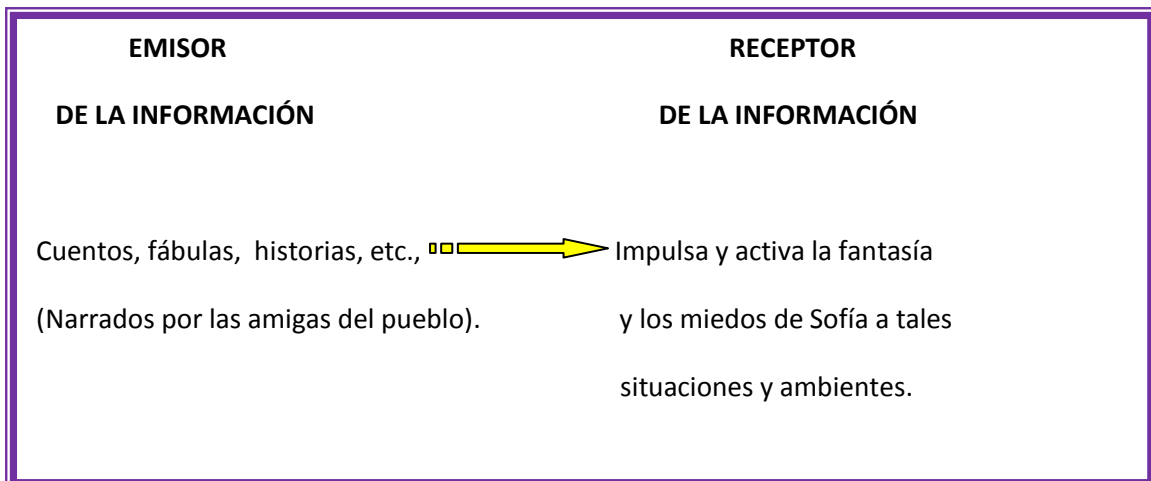 EMISOR RECEPTOR
DE LA INFORMACIÓN DE LA INFORMACIÓN
Cuentos, fábulas, historias, etc., Impulsa y activa la fantasía
(Narrados por las amigas del pueblo). y los miedos de Sofía a tales
situaciones y ambientes.